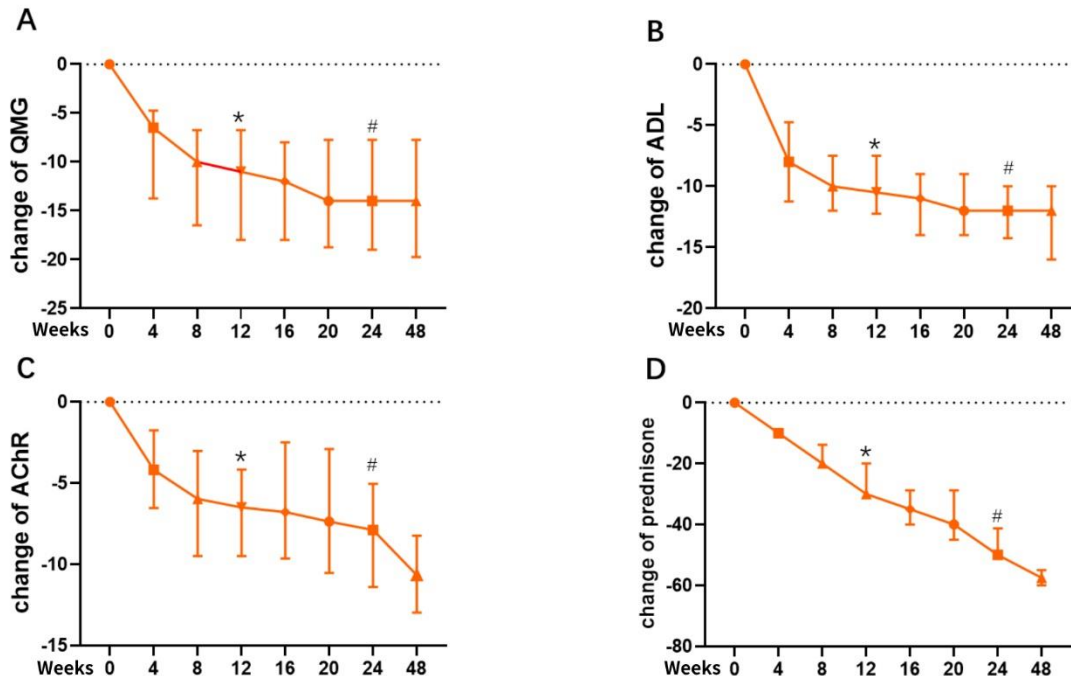 A
change of QMG
-0
-5
-10
-15
-20
-25
*
#
Weeks 0 4 8 12 16 20 24 48
B
change of ADL
0
-5
-10
-15
-20
*
#
Weeks 0 4 8 12 16 20 24 48
C
change of AChR
0
-5
-10
-15
*
#
Weeks 0 4 8 12 16 20 24 48
D
change of prednisone
0
-20
-40
-60
-80
*
#
Weeks 0 4 8 12 16 20 24 48